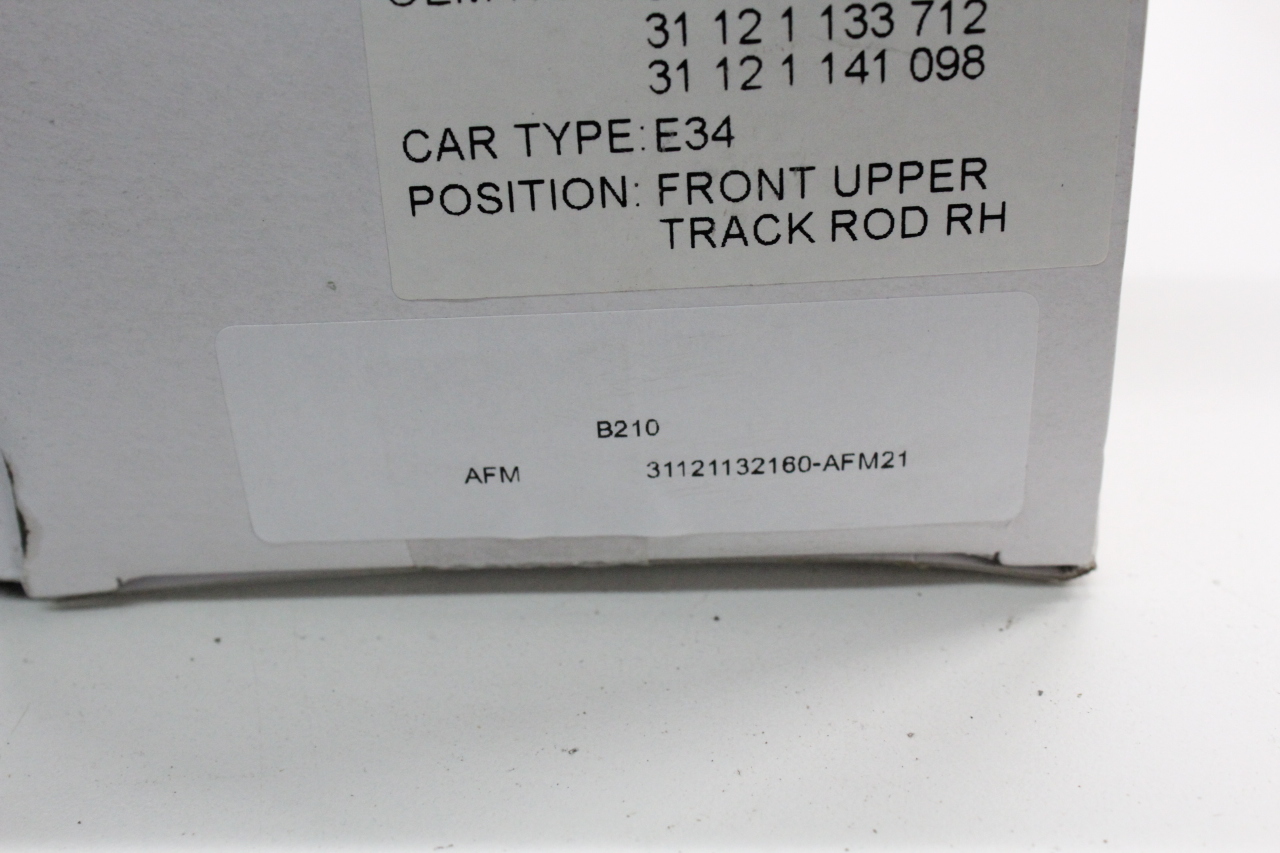 31 12 1 133 712
31 12 1 141 098
CAR TYPE: E34
POSITION: FRONT UPPER
TRACK ROD RH
B210
AFM 31121132160-AFM21